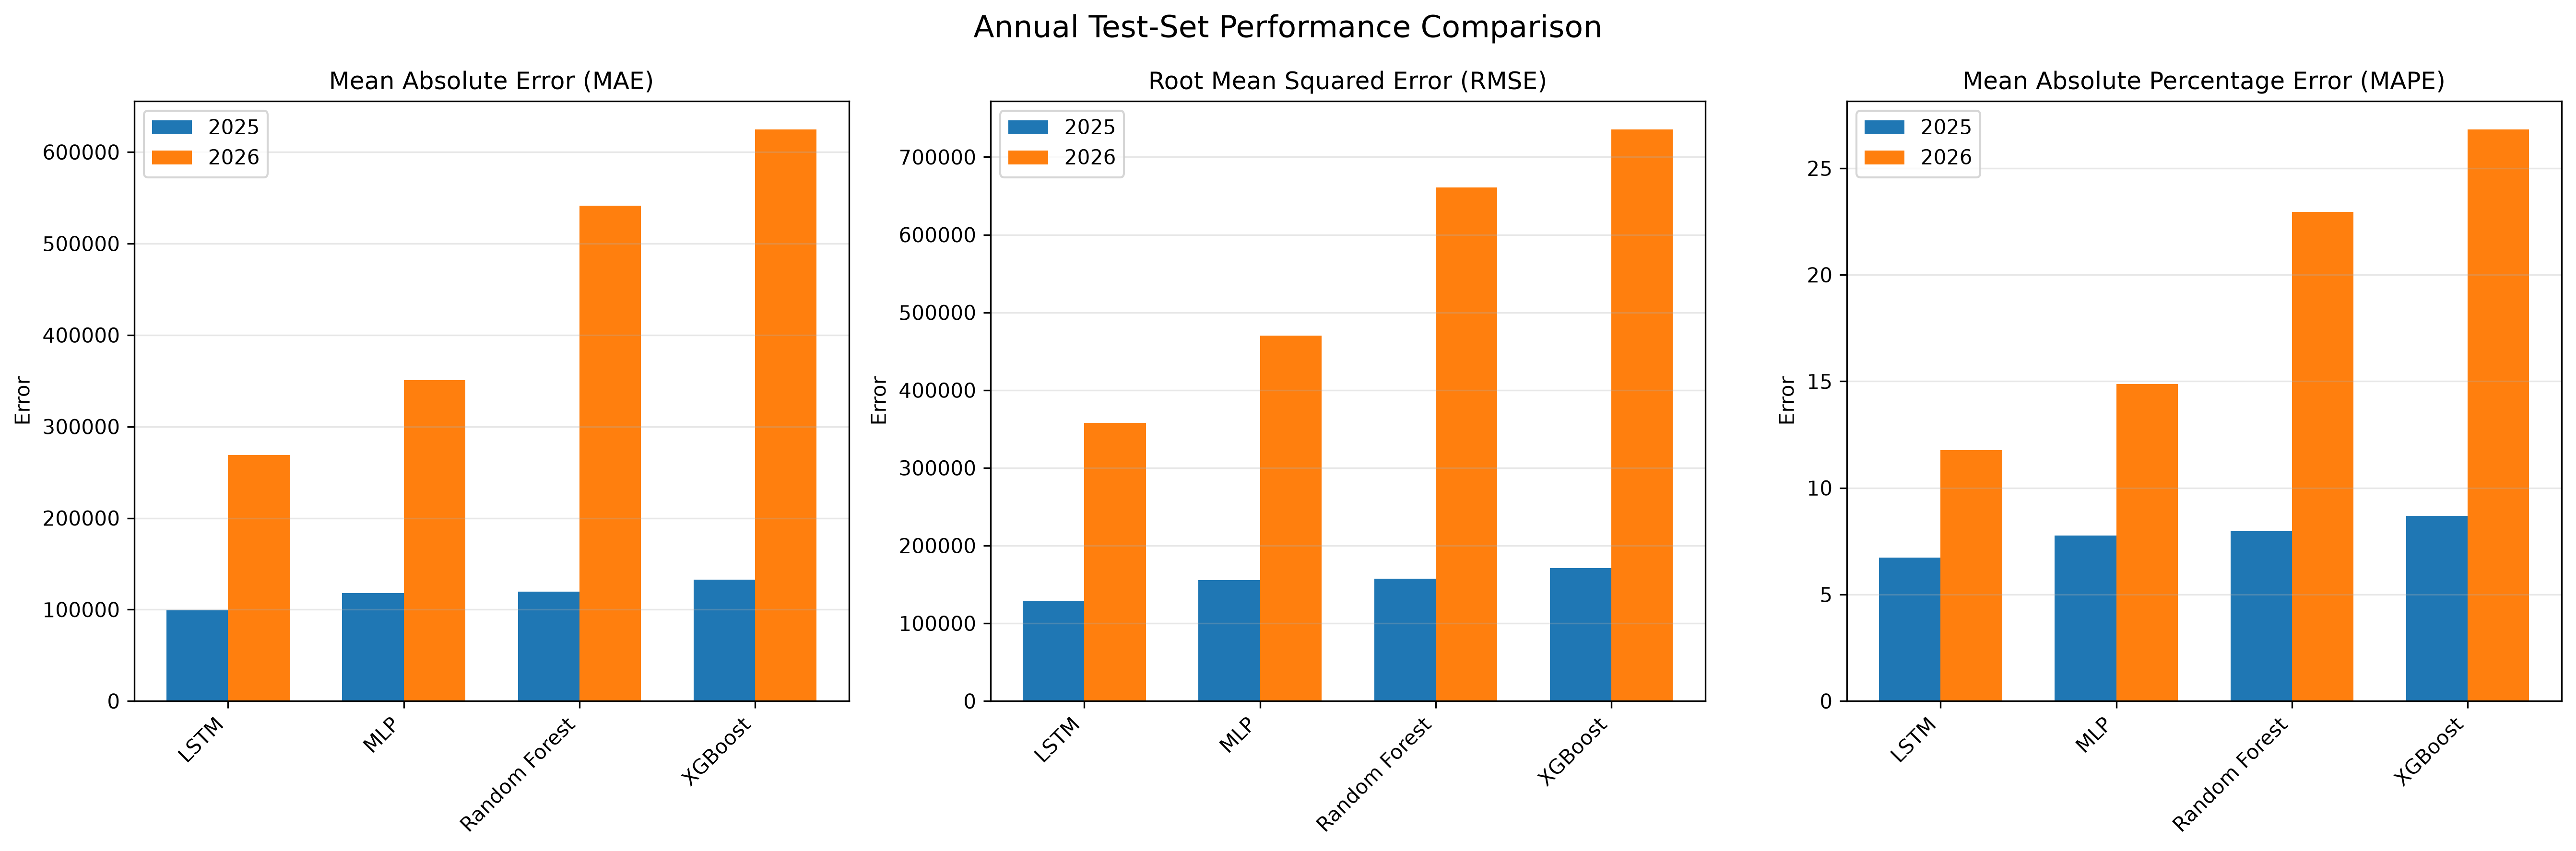 Annual Test-Set Performance Comparison
Mean Absolute Error (MAE)
2025
2026
600000
500000
400000
300000
200000
100000
0
Error
LSTM
MLP
Random Forest
XGBoost
Root Mean Squared Error (RMSE)
2025
2026
700000
600000
500000
400000
300000
200000
100000
0
Error
LSTM
MLP
Random Forest
XGBoost
Mean Absolute Percentage Error (MAPE)
2025
2026
25
20
15
10
5
0
Error
LSTM
MLP
Random Forest
XGBoost